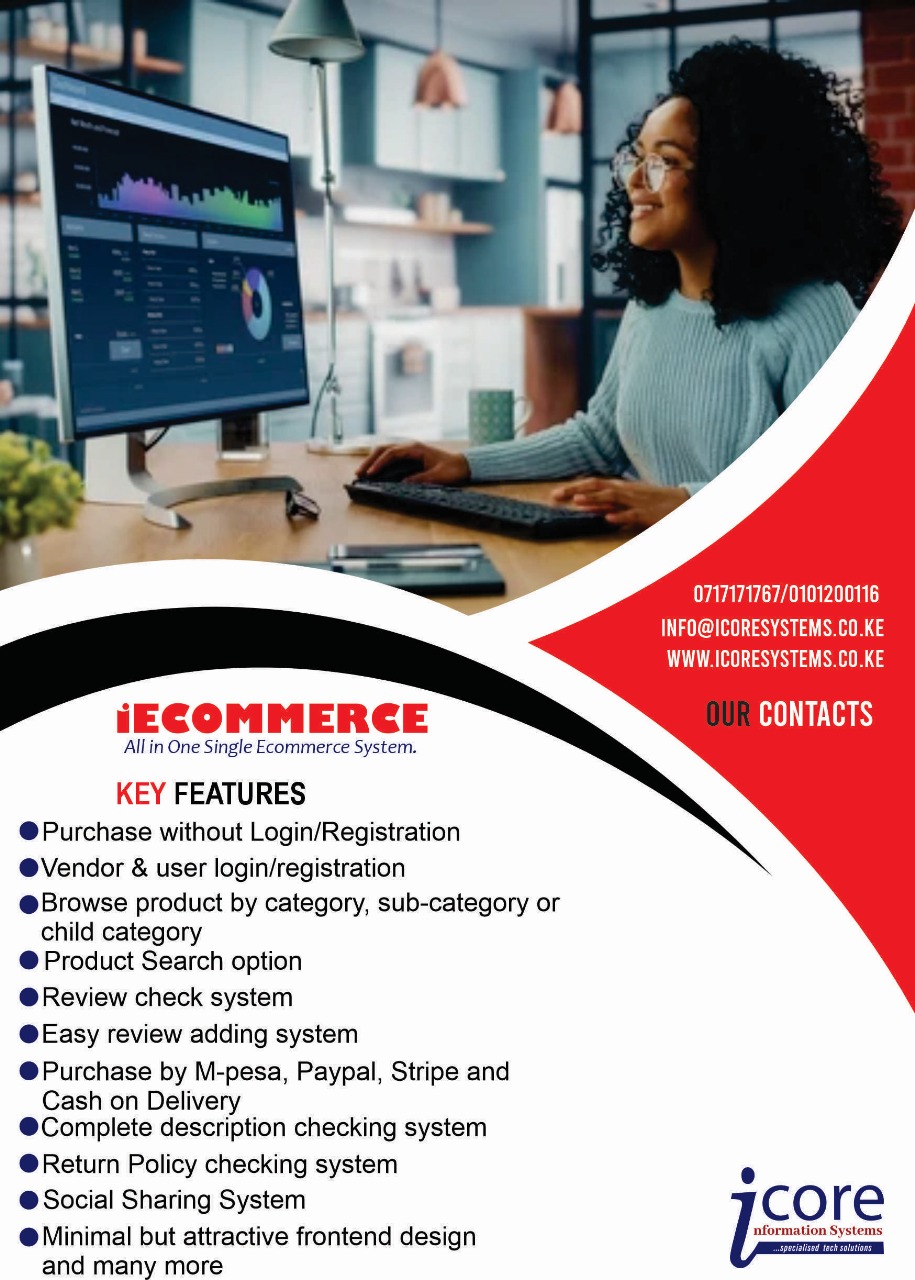 0717171767/0101200116
INFO@ICORESYSTEMS.CO.KE
WWW.ICORESYSTEMS.CO.KE
OUR CONTACTS
iECOMMERCE
All in One Single Ecommerce System.
KEY FEATURES
Purchase without Login/Registration
Vendor & user login/registration
Browse product by category, sub-category or
child category
Product Search option
Review check system
Easy review adding system
Purchase by M-pesa, Paypal, Stripe and
Cash on Delivery
Complete description checking system
Return Policy checking system
Social Sharing System
Minimal but attractive frontend design
and many more
icore
nformation Systems
...specialised tech solutions